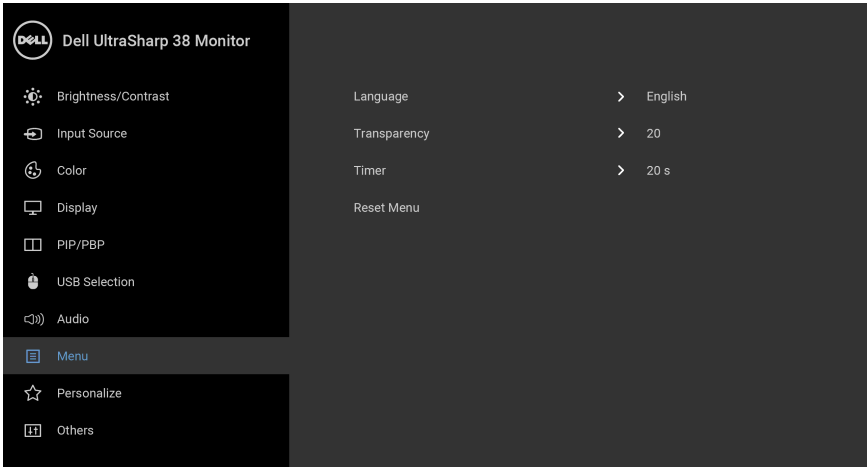 DELL Dell UltraSharp 38 Monitor
Brightness/Contrast
Input Source
Color
Display
PIP/PBP
USB Selection
Audio
Menu
Personalize
Others
Language > English
Transparency > 20
Timer > 20 s
Reset Menu